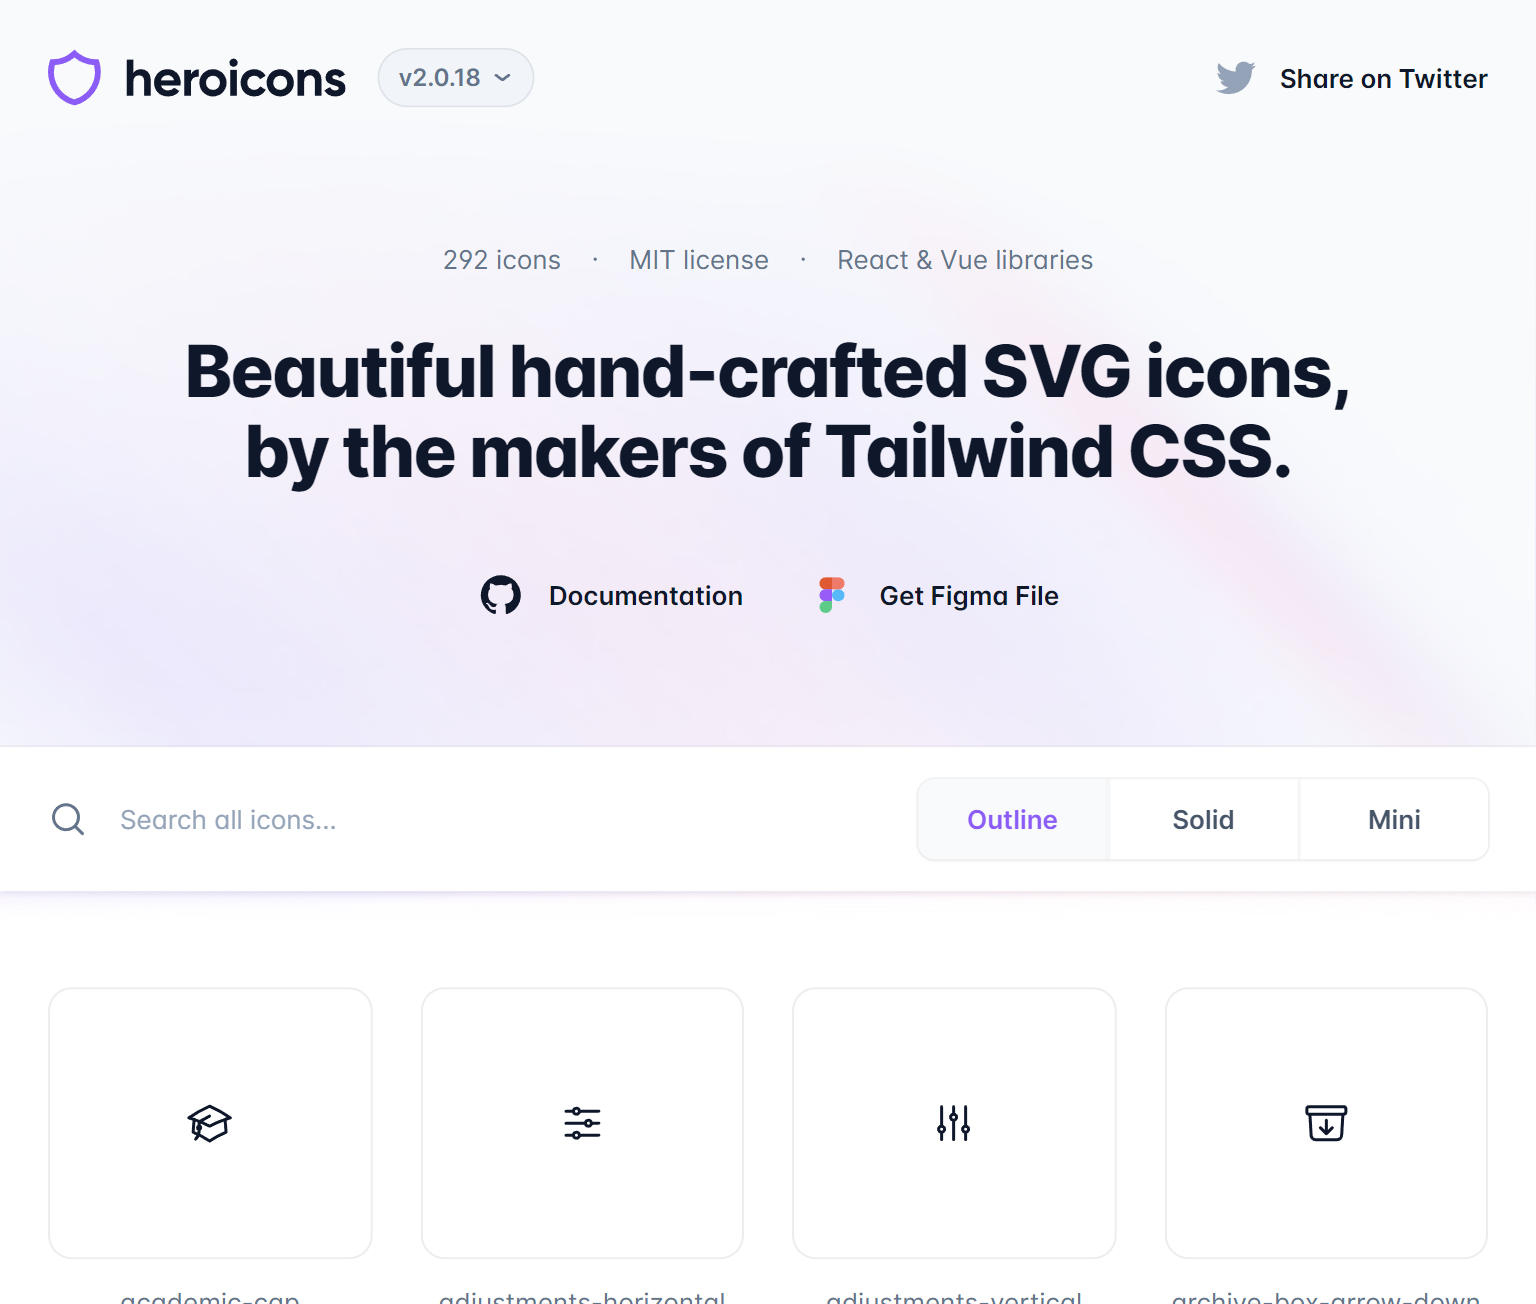 heroicons
v2.0.18
Share on Twitter
292 icons · MIT license · React & Vue libraries
Beautiful hand-crafted SVG icons,
by the makers of Tailwind CSS.
Documentation
Get Figma File
Search all icons...
Outline
Solid
Mini
academic-cap
adjustments-horizontal
adjustments-vertical
archive-box-arrow-down